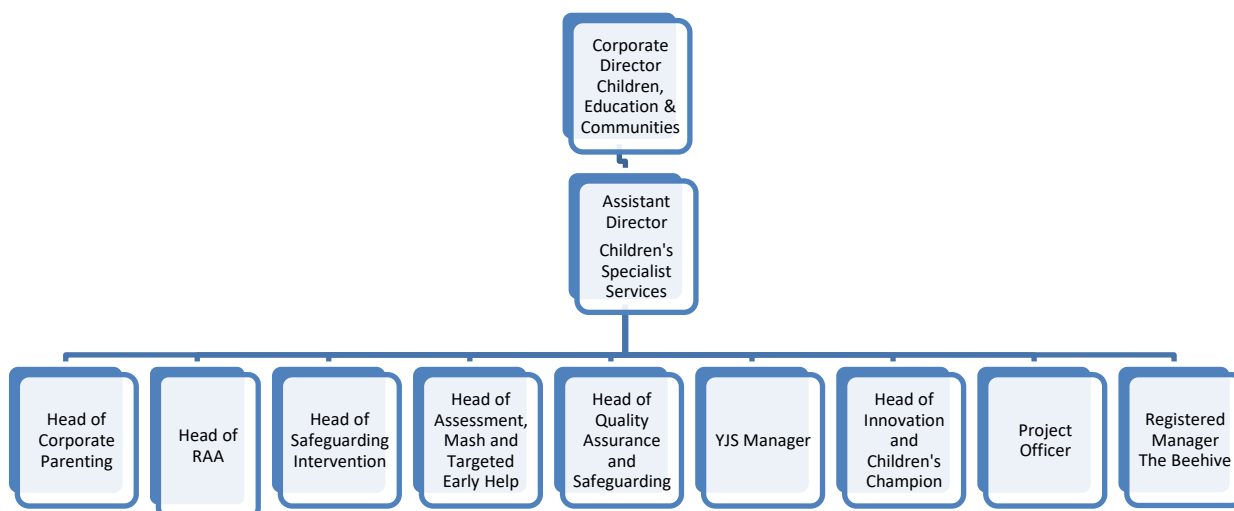 Corporate
Director
Children,
Education &
Communities
Assistant
Director
Children's
Specialist
Services
Head of
Corporate
Parenting
Head of
RAA
Head of
Safeguarding
Intervention
Head of
Assessment,
Mash and
Targeted
Early Help
Head of
Quality
Assurance
and
Safeguarding
YJS Manager
Head of
Innovation
and
Children's
Champion
Project
Officer
Registered
Manager
The Beehive